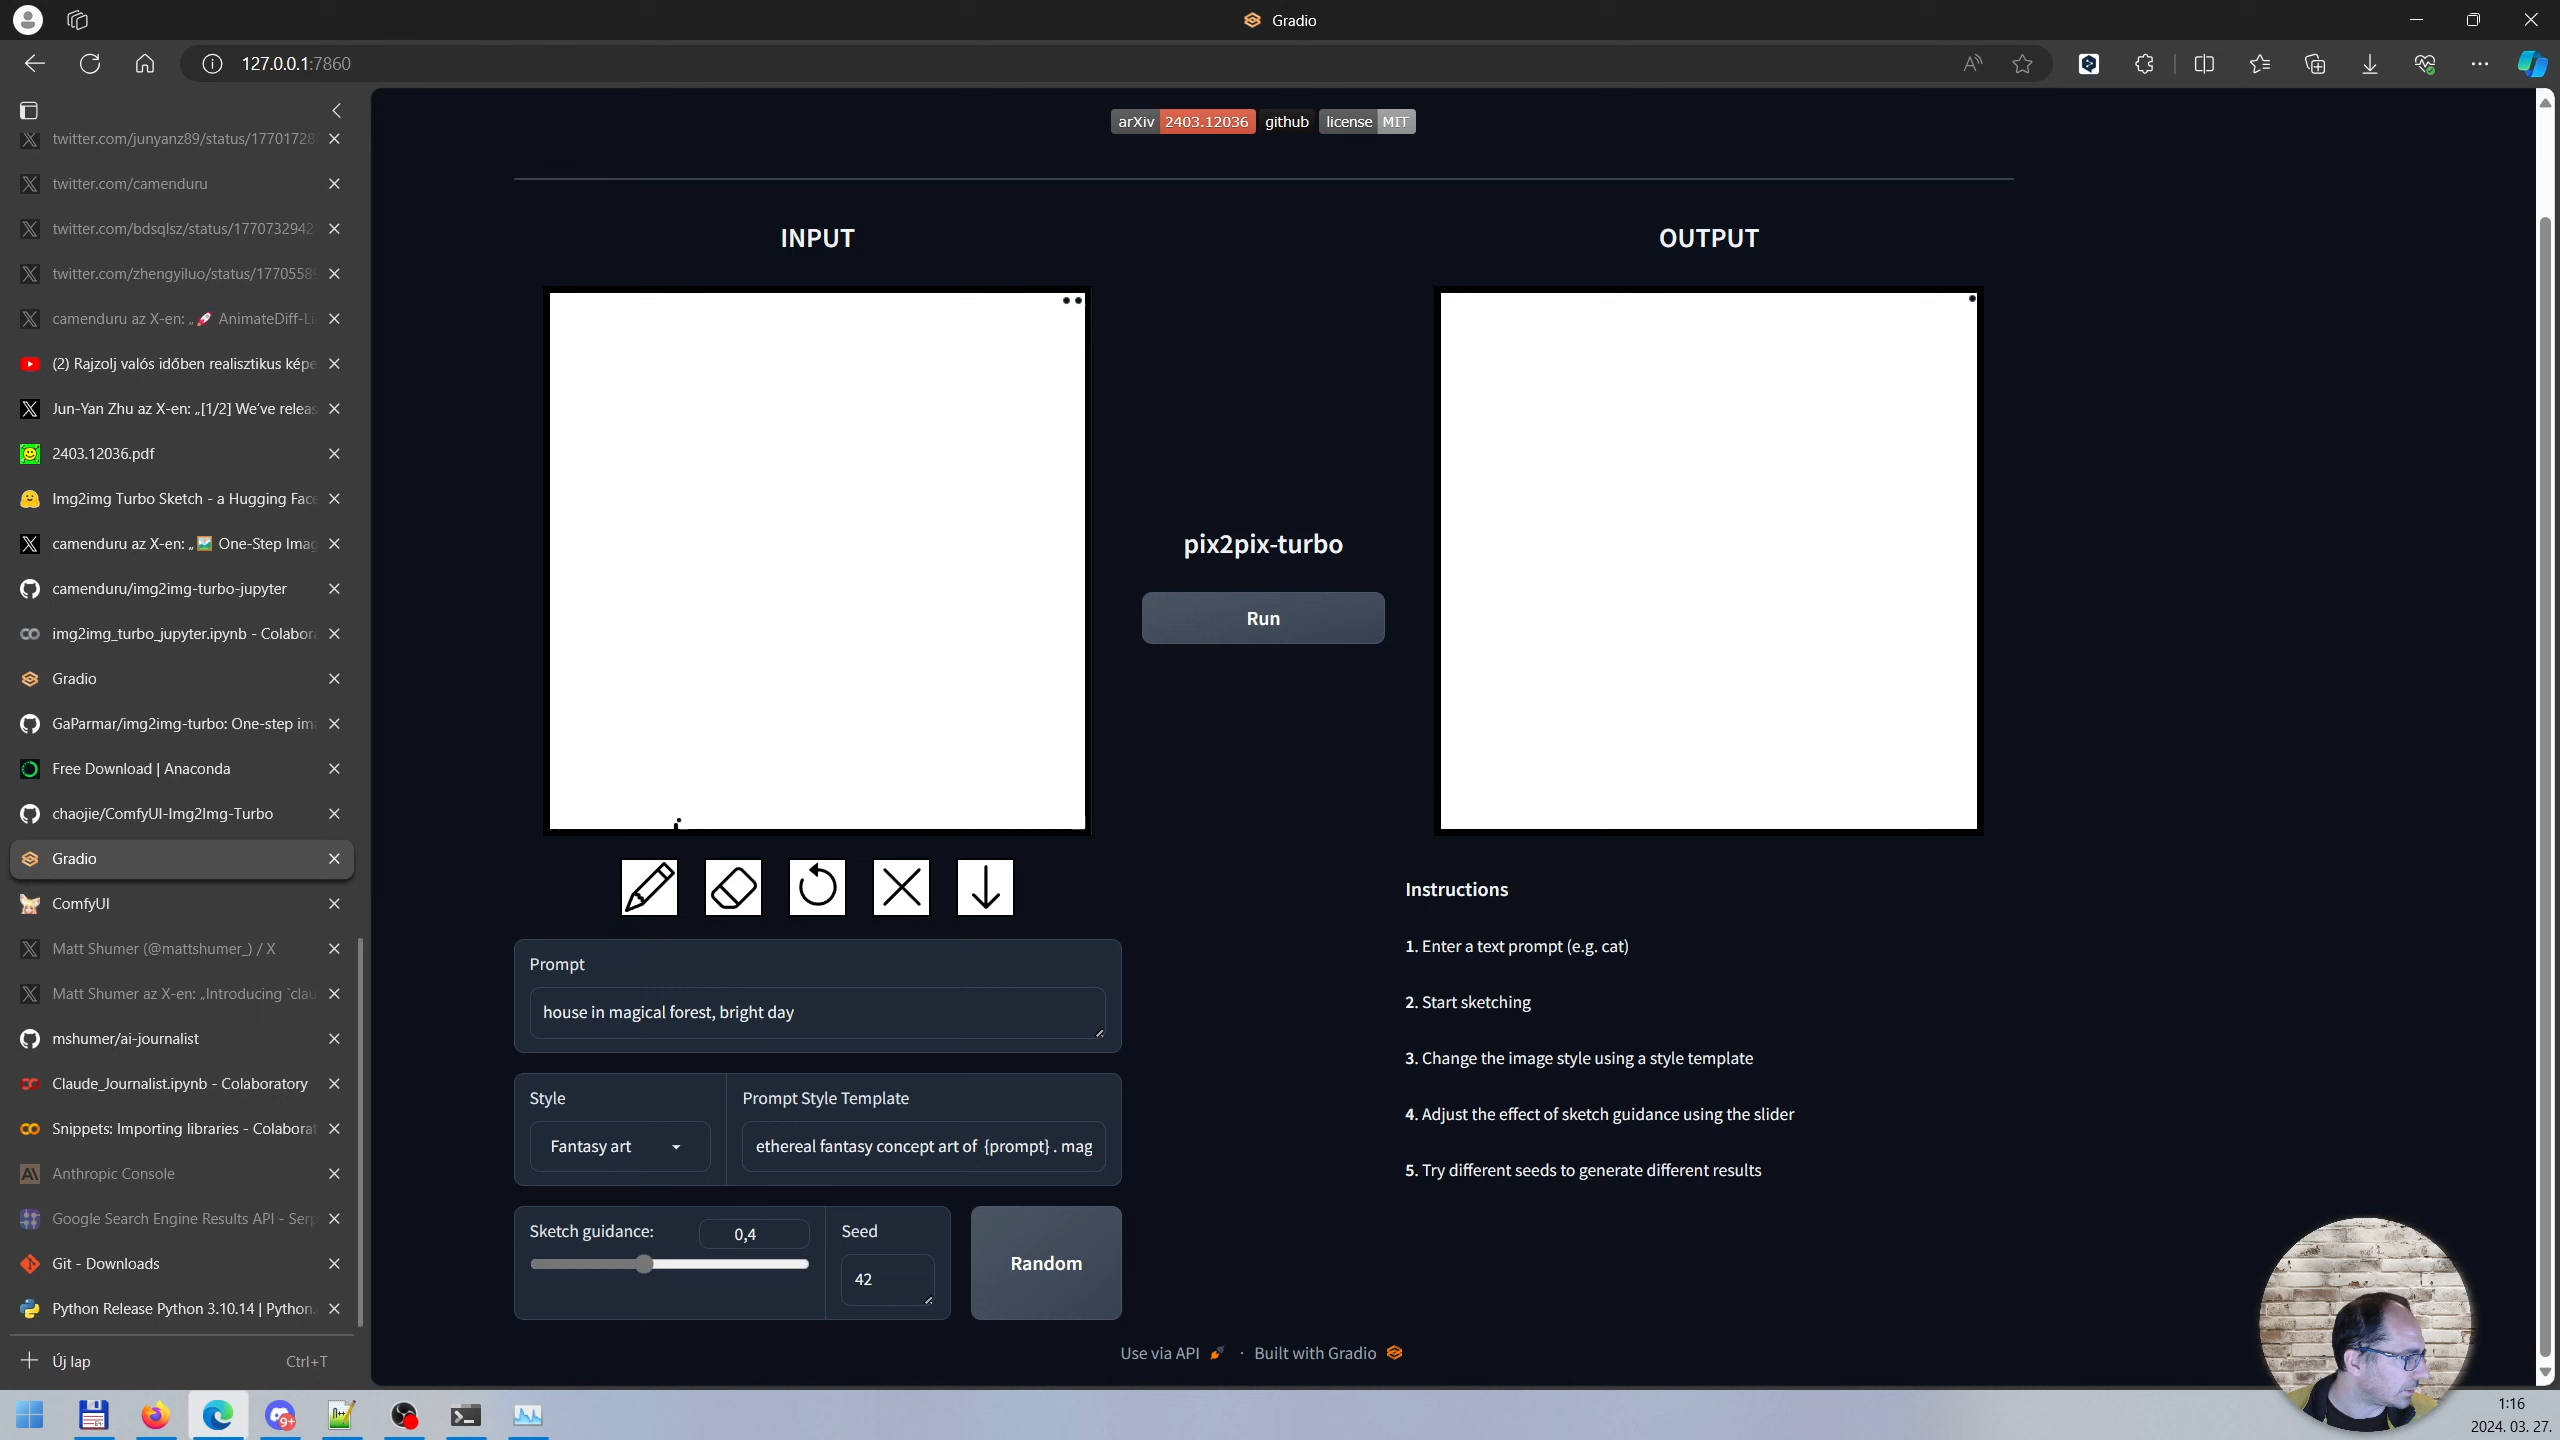 Gradio
127.0.0.1:7860
twitter.com/junyanz89/status/17701728
twitter.com/camenduru
twitter.com/bdsqlsz/status/1770732942
twitter.com/zhengyiluo/status/1770558
camenduru az X-en: „🚀 AnimateDiff-Li
(2) Rajzolj valós időben realisztikus képe
Jun-Yan Zhu az X-en: „[1/2] We've releas
2403.12036.pdf
Img2img Turbo Sketch - a Hugging Face
camenduru az X-en: „🖼️ One-Step Imag
camenduru/img2img-turbo-jupyter
img2img_turbo_jupyter.ipynb - Colabora
Gradio
GaParmar/img2img-turbo: One-step im
Free Download | Anaconda
chaojie/ComfyUI-Img2Img-Turbo
Gradio
ComfyUI
Matt Shumer (@mattshumer_) / X
Matt Shumer az X-en: „Introducing `clau
mshumer/ai-journalist
Claude_Journalist.ipynb - Colaboratory
Snippets: Importing libraries - Colaborat
Anthropic Console
Google Search Engine Results API - Serp
Git - Downloads
Python Release Python 3.10.14 | Python.
Új lap Ctrl+T
arXiv 2403.12036 github license MIT
INPUT
OUTPUT
pix2pix-turbo
Run
Prompt
house in magical forest, bright day
Style
Fantasy art
Prompt Style Template
ethereal fantasy concept art of {prompt} . mag
Sketch guidance: 0,4
Seed
42
Random
Instructions
1. Enter a text prompt (e.g. cat)
2. Start sketching
3. Change the image style using a style template
4. Adjust the effect of sketch guidance using the slider
5. Try different seeds to generate different results
Use via API 🚀 · Built with Gradio
9+
1:16
2024. 03. 27.